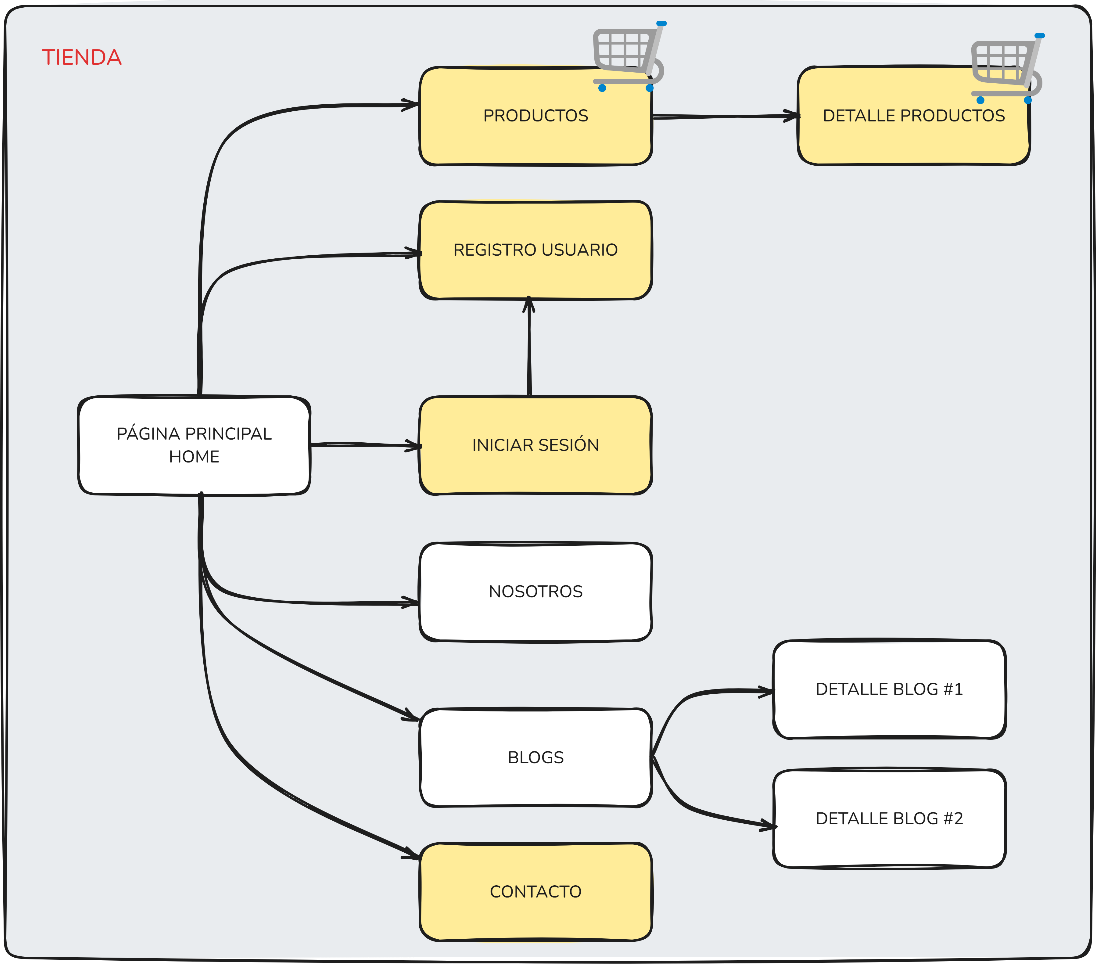 TIENDA
PRODUCTOS
DETALLE PRODUCTOS
REGISTRO USUARIO
PÁGINA PRINCIPAL
HOME
INICIAR SESIÓN
NOSOTROS
DETALLE BLOG #1
BLOGS
DETALLE BLOG #2
CONTACTO